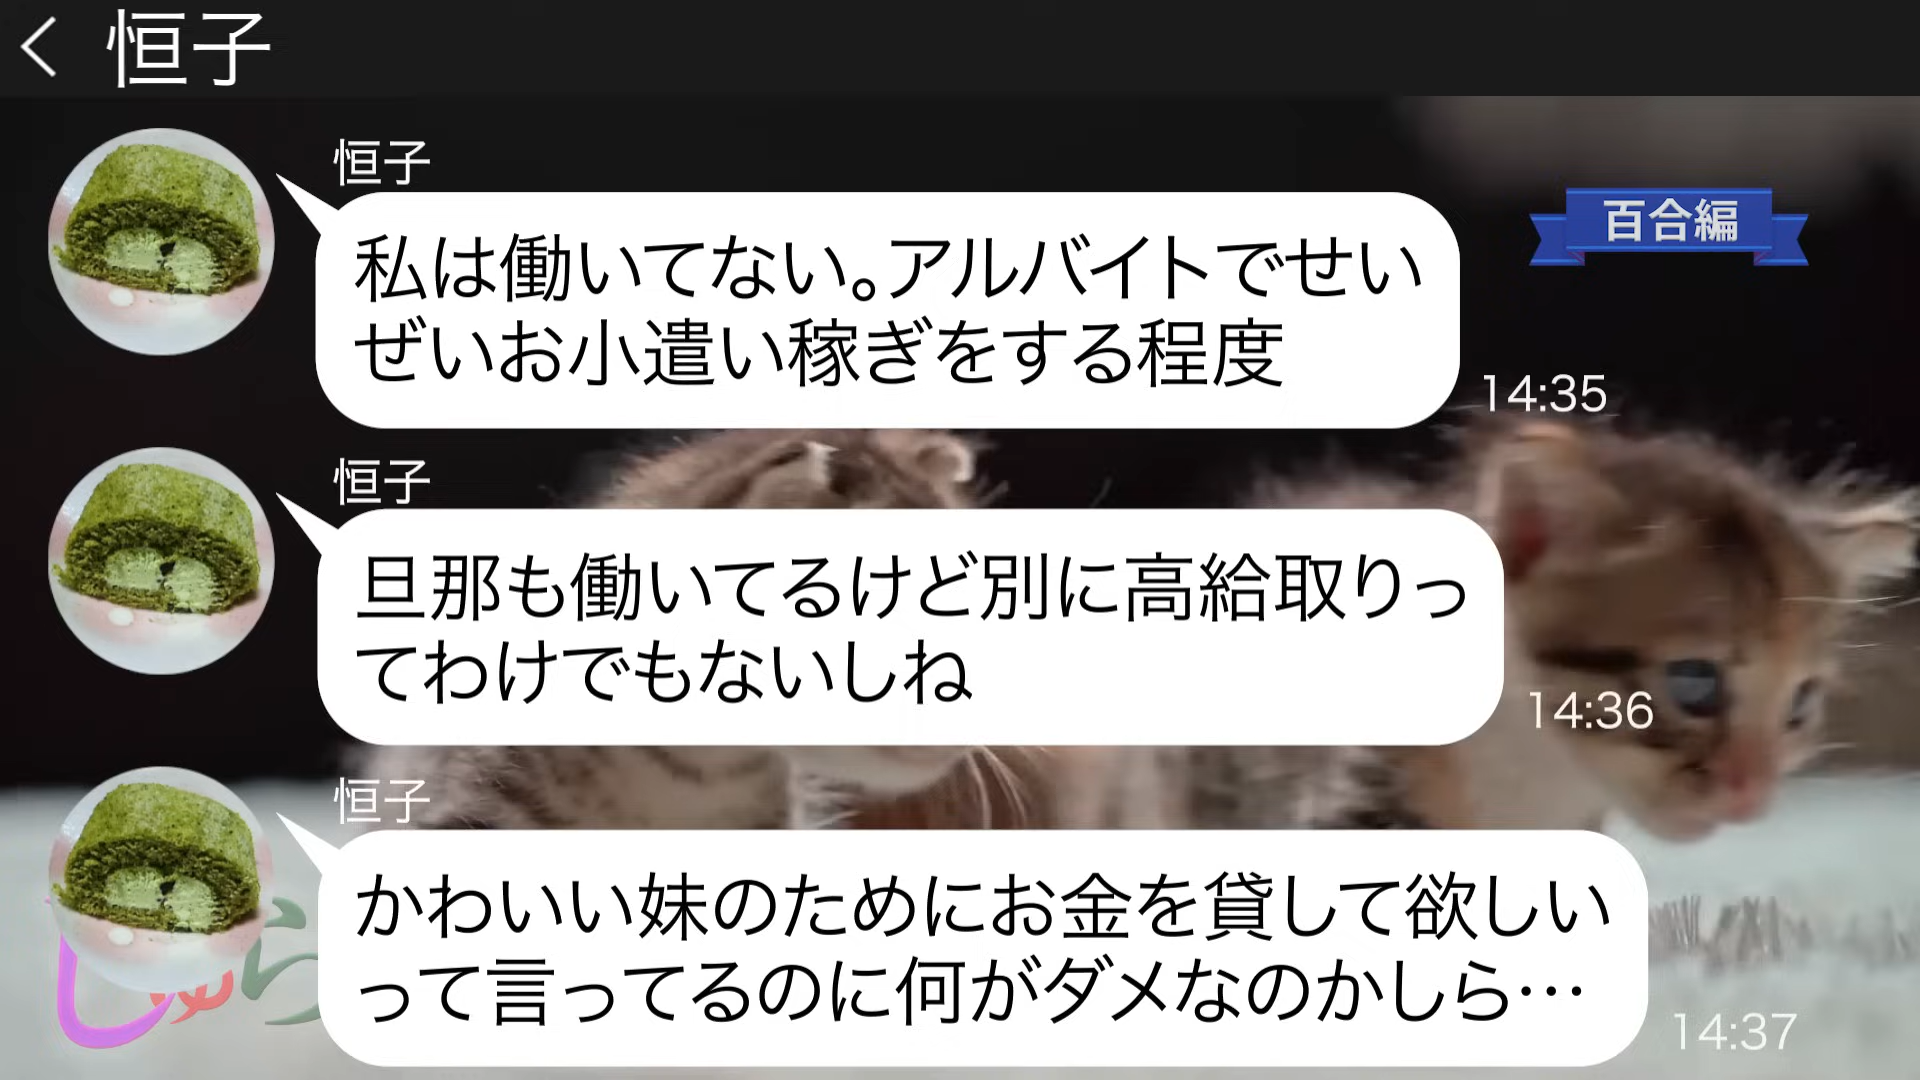 恒子
恒子
百合編
私は働いてない。アルバイトでせい
ぜいお小遣い稼ぎをする程度
14:35
恒子
旦那も働いてるけど別に高給取りっ
てわけでもないしね
14:36
恒子
かわいい妹のためにお金を貸して欲しい
って言ってるのに何がダメなのかしら…
14:37